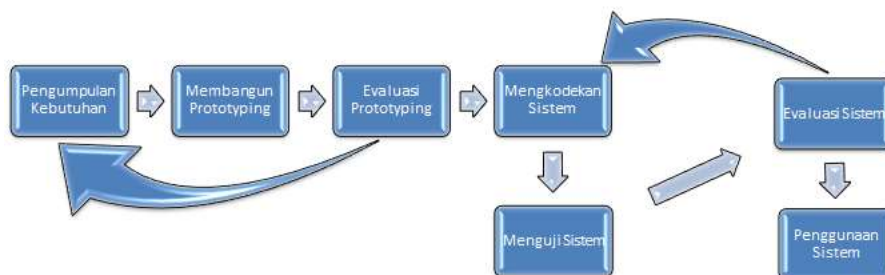 Pengumpulan
Kebutuhan
Membangun
Prototyping
Evaluasi
Prototyping
Mengkodekan
Sistem
Menguji Sistem
Evaluasi Sistem
Penggunaan
Sistem